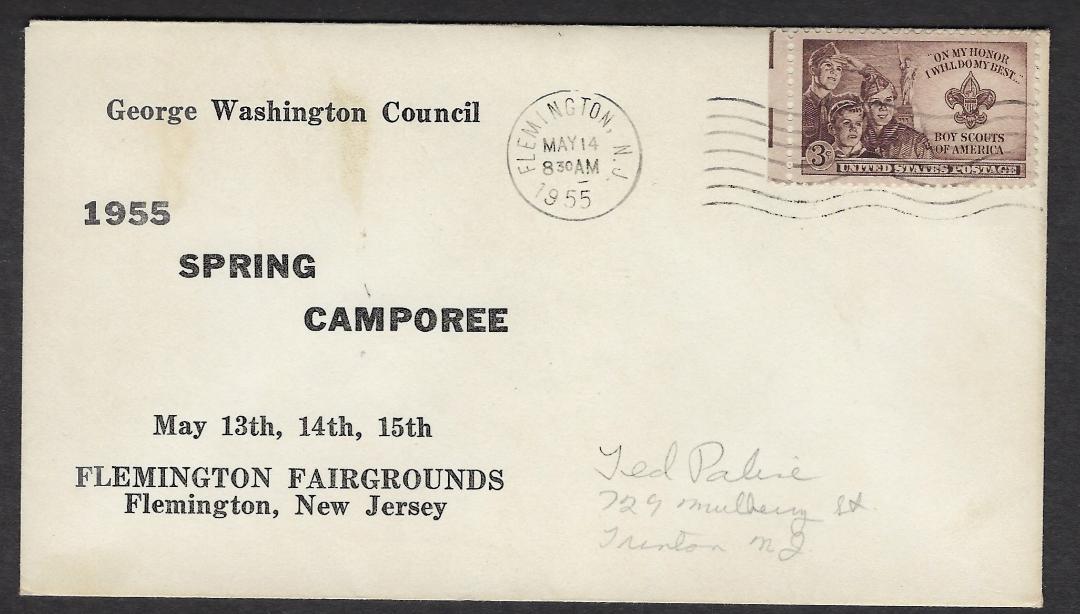 George Washington Council
1955
SPRING
CAMPOREE
May 13th, 14th, 15th
FLEMINGTON FAIRGROUNDS
Flemington, New Jersey
FLEMINGTON, N.J.
MAY 14
8 30 AM
1955
"ON MY HONOR
I WILL DO MY BEST..."
BOY SCOUTS
OF AMERICA
3¢
UNITED STATES POSTAGE
Ted
729 Mulberry St.
Trenton N J